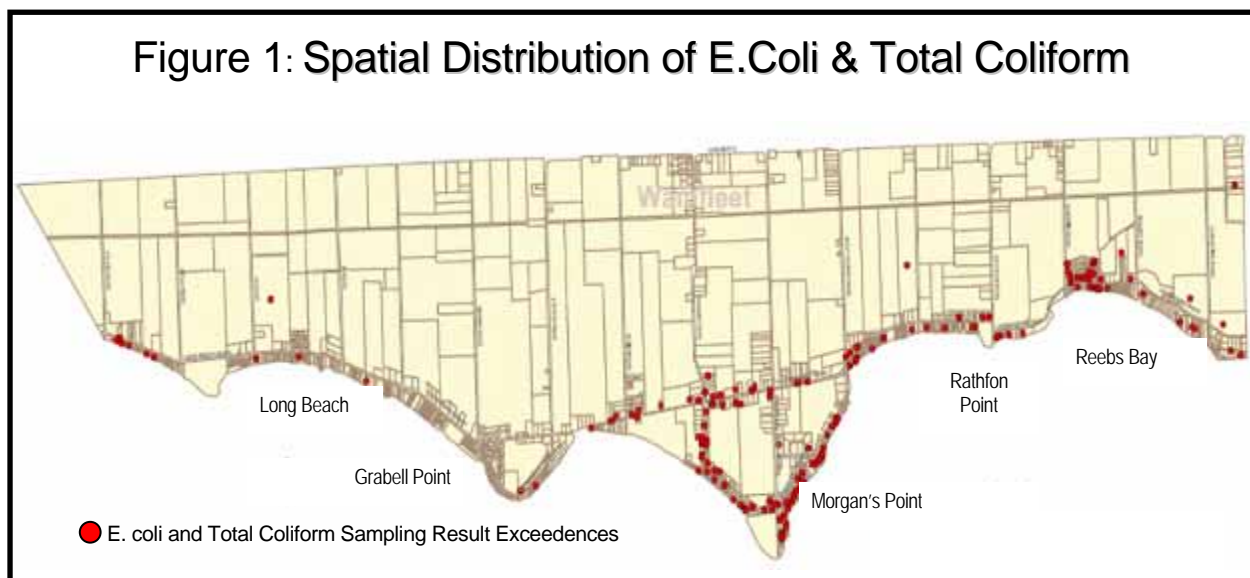 Figure 1: Spatial Distribution of E.Coli & Total Coliform
Wainfleet
Reebs Bay
Rathfon
Point
Long Beach
Grabell Point
Morgan's Point
E. coli and Total Coliform Sampling Result Exceedences